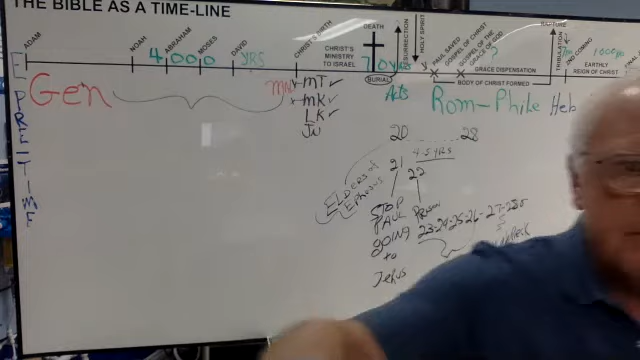 THE BIBLE AS A TIME-LINE
ADAM
NOAH
ABRAHAM
MOSES
DAVID
CHRIST'S BIRTH
CHRIST'S
MINISTRY
TO ISRAEL
DEATH
BURIAL
RESURRECTION
HOLY SPIRIT
PAUL SAVED
GOSPEL OF CHRIST
GRACE OF GOD
?
GRACE DISPENSATION
BODY OF CHRIST FORMED
RAPTURE
TRIBULATION
2ND COMING
EARTHLY
REIGN OF CHRIST
4,000 YRS
70 yrs
PRE TIME
Gen
MT ✓
MK ✓
LK ✓
Jn
Acts
Rom-Phile Heb
20 28
Elders of
Ephesus
21 4-5 YRS
22
STOP
PAUL
going
to
Jerus
Prison
23-24-25-26-27-28